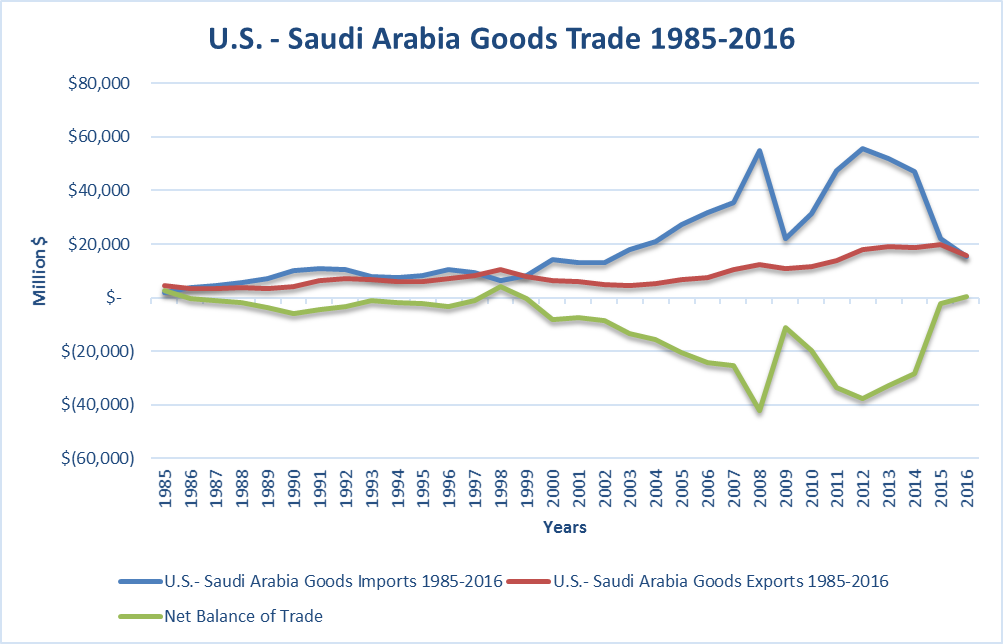 U.S. - Saudi Arabia Goods Trade 1985-2016
$80,000
$60,000
$40,000
$20,000
$-
$(20,000)
$(40,000)
$(60,000)
Million $
1985 1986 1987 1988 1989 1990 1991 1992 1993 1994 1995 1996 1997 1998 1999 2000 2001 2002 2003 2004 2005 2006 2007 2008 2009 2010 2011 2012 2013 2014 2015 2016
Years
U.S.- Saudi Arabia Goods Imports 1985-2016 U.S.- Saudi Arabia Goods Exports 1985-2016
Net Balance of Trade